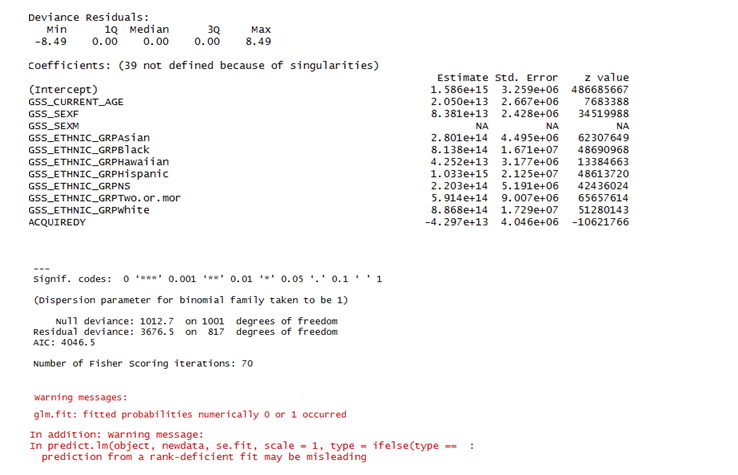 Deviance Residuals:
Min 1Q Median 3Q Max
-8.49 0.00 0.00 0.00 8.49
Coefficients: (39 not defined because of singularities)
Estimate Std. Error z value
(Intercept) 1.586e+15 3.259e+06 486685667
GSS_CURRENT_AGE 2.050e+13 2.667e+06 7683388
GSS_SEXF 8.381e+13 2.428e+06 34519988
GSS_SEXM NA NA NA
GSS_ETHNIC_GRPAsian 2.801e+14 4.495e+06 62307649
GSS_ETHNIC_GRPBlack 8.138e+14 1.671e+07 48690968
GSS_ETHNIC_GRPHawaiian 4.252e+13 3.177e+06 13384663
GSS_ETHNIC_GRPHispanic 1.033e+15 2.125e+07 48613720
GSS_ETHNIC_GRPNS 2.203e+14 5.191e+06 42436024
GSS_ETHNIC_GRPTwo.or.mor 5.914e+14 9.007e+06 65657614
GSS_ETHNIC_GRPWhite 8.868e+14 1.729e+07 51280143
ACQUIREDY -4.297e+13 4.046e+06 -10621766
---
Signif. codes: 0 ‘***’ 0.001 ‘**’ 0.01 ‘*’ 0.05 ‘.’ 0.1 ‘ ’ 1
(Dispersion parameter for binomial family taken to be 1)
Null deviance: 1012.7 on 1001 degrees of freedom
Residual deviance: 3676.5 on 817 degrees of freedom
AIC: 4046.5
Number of Fisher Scoring iterations: 70
Warning messages:
glm.fit: fitted probabilities numerically 0 or 1 occurred
In addition: Warning message:
In predict.lm(object, newdata, se.fit, scale = 1, type = ifelse(type == :
prediction from a rank-deficient fit may be misleading